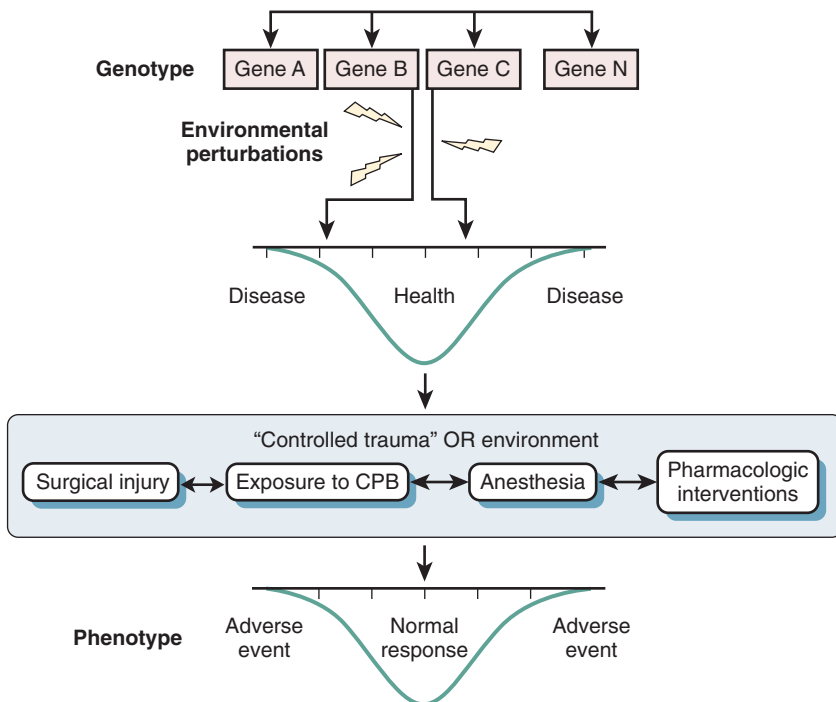 Genotype
Gene A
Gene B
Gene C
Gene N
Environmental
perturbations
Disease
Health
Disease
“Controlled trauma” OR environment
Surgical injury
Exposure to CPB
Anesthesia
Pharmacologic
interventions
Phenotype
Adverse
event
Normal
response
Adverse
event